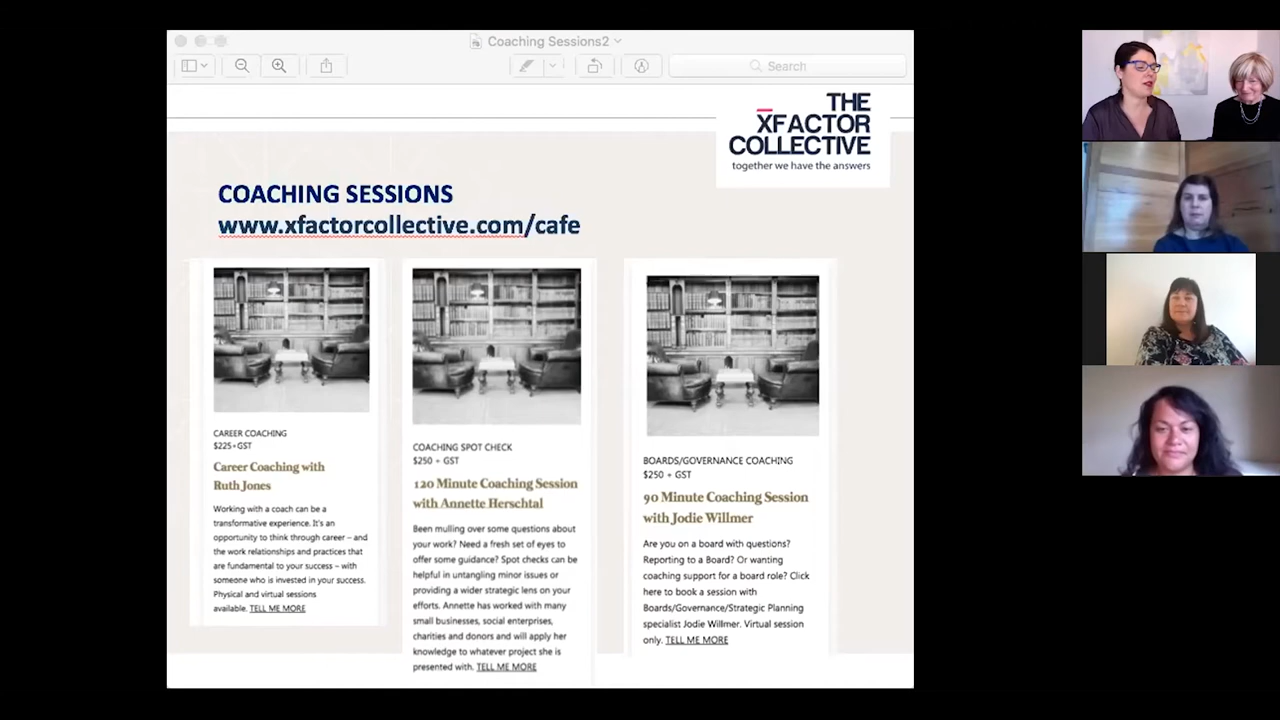 Coaching Sessions2
Search
THE
XFACTOR
COLLECTIVE
together we have the answers
COACHING SESSIONS
www.xfactorcollective.com/cafe
CAREER COACHING
$225+GST
Career Coaching with
Ruth Jones
Working with a coach can be a
transformative experience. It's an
opportunity to think through career – and
the work relationships and practices that
are fundamental to your success – with
someone who is invested in your success.
Physical and virtual sessions
available. TELL ME MORE
COACHING SPOT CHECK
$250 + GST
120 Minute Coaching Session
with Annette Herschtal
Been mulling over some questions about
your work? Need a fresh set of eyes to
offer some guidance? Spot checks can be
helpful in untangling minor issues or
providing a wider strategic lens on your
efforts. Annette has worked with many
small businesses, social enterprises,
charities and donors and will apply her
knowledge to whatever project she is
presented with. TELL ME MORE
BOARDS/GOVERNANCE COACHING
$250 + GST
90 Minute Coaching Session
with Jodie Willmer
Are you on a board with questions?
Reporting to a Board? Or wanting
coaching support for a board role? Click
here to book a session with
Boards/Governance/Strategic Planning
specialist Jodie Willmer. Virtual session
only. TELL ME MORE